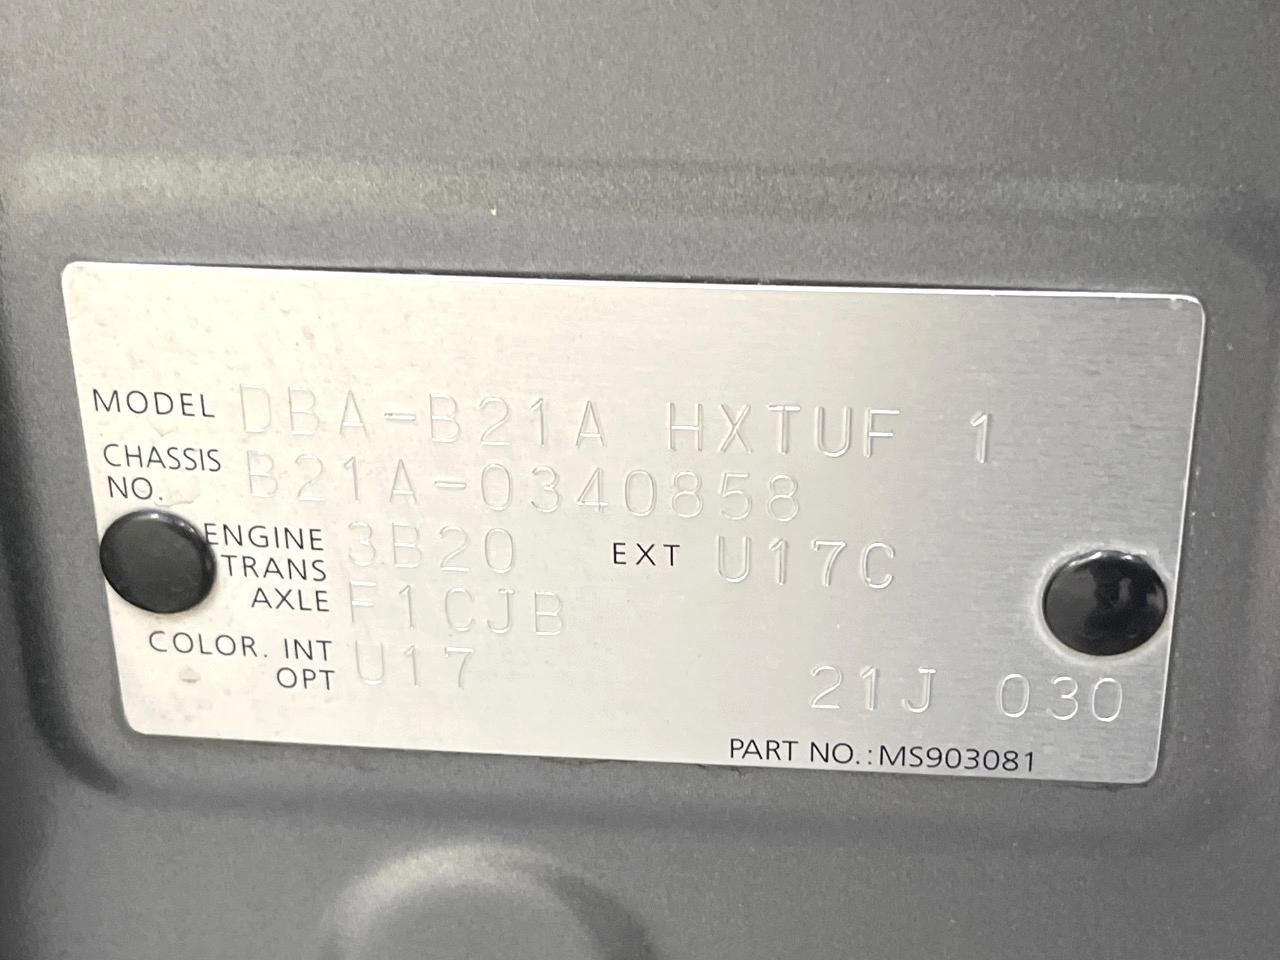 MODEL DBA-B21A HXTUF 1
CHASSIS NO. B21A-0340858
ENGINE 3B20 EXT U17C
TRANS
AXLE F1CJB
COLOR. INT U17
OPT 21J 030
PART NO.:MS903081